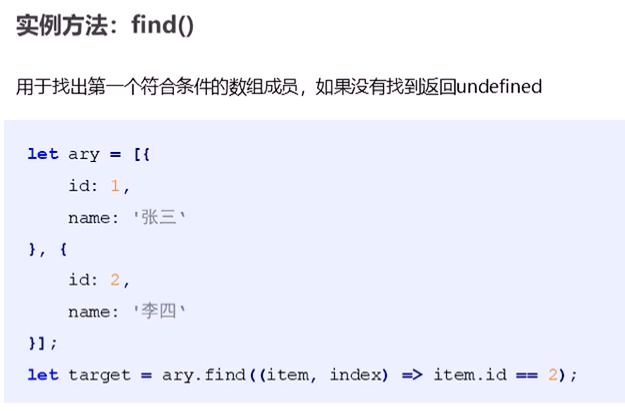 实例方法：find()
用于找出第一个符合条件的数组成员，如果没有找到返回undefined
let ary = [{
    id: 1,
    name: '张三‵
}, {
    id: 2,
    name: '李四‵
}];
let target = ary.find((item, index) => item.id == 2);